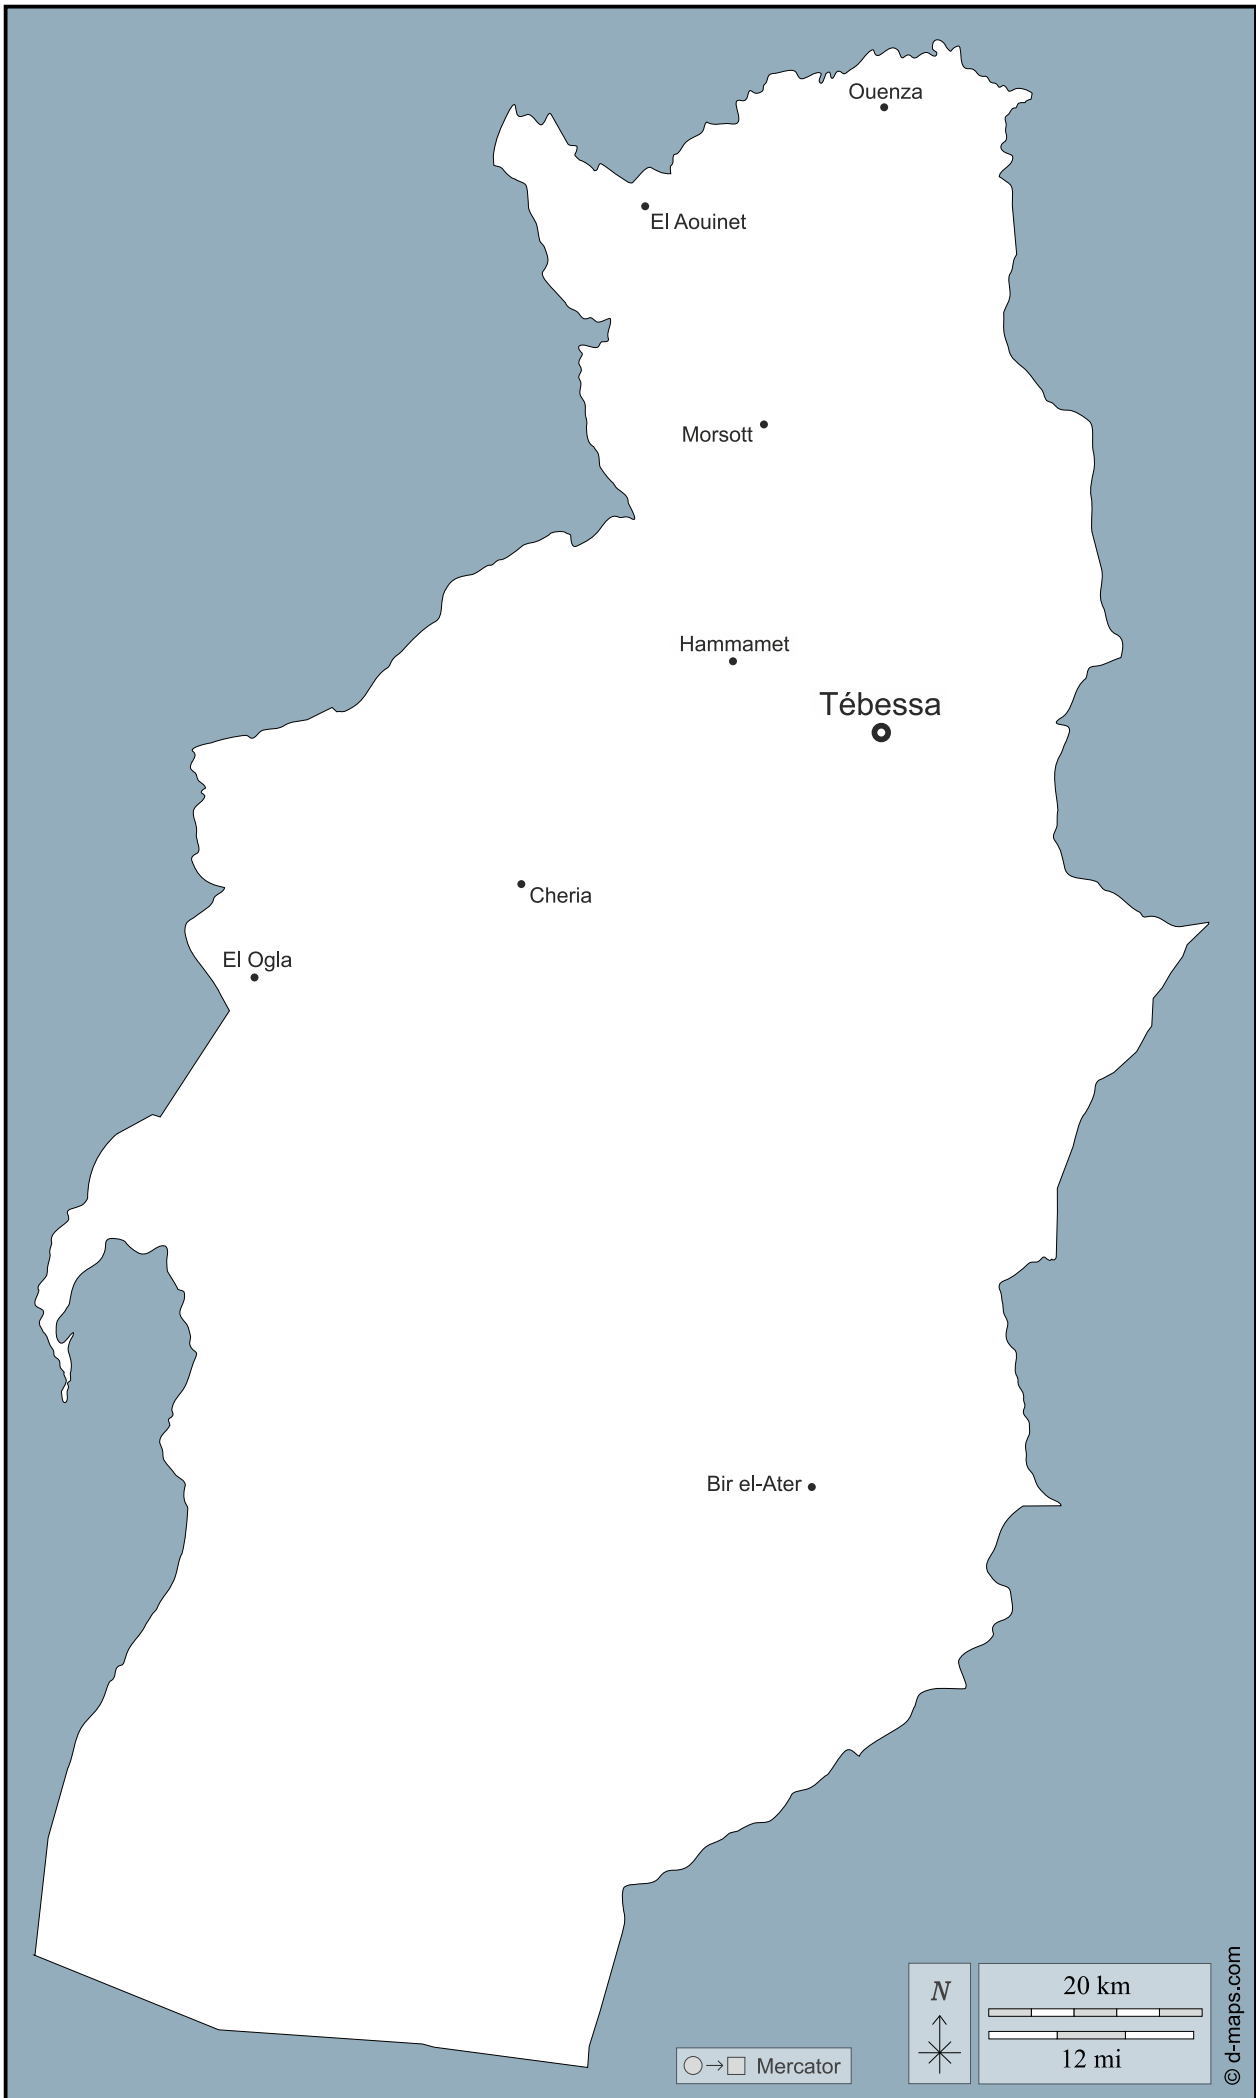 Ouenza
El Aouinet
Morsott
Hammamet
Tébessa
Cheria
El Ogla
Bir el-Ater
N
20 km
12 mi
Mercator
© d-maps.com